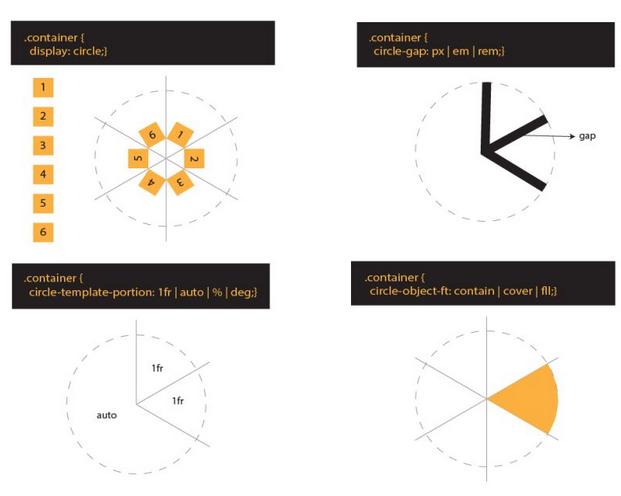 .container {
display: circle;}
1
2
3
4
5
6
1
2
3
4
5
6
.container {
circle-gap: px | em | rem;}
gap
.container {
circle-template-portion: 1fr | auto | % | deg;}
1fr
1fr
auto
.container {
circle-object-ft: contain | cover | fll;}